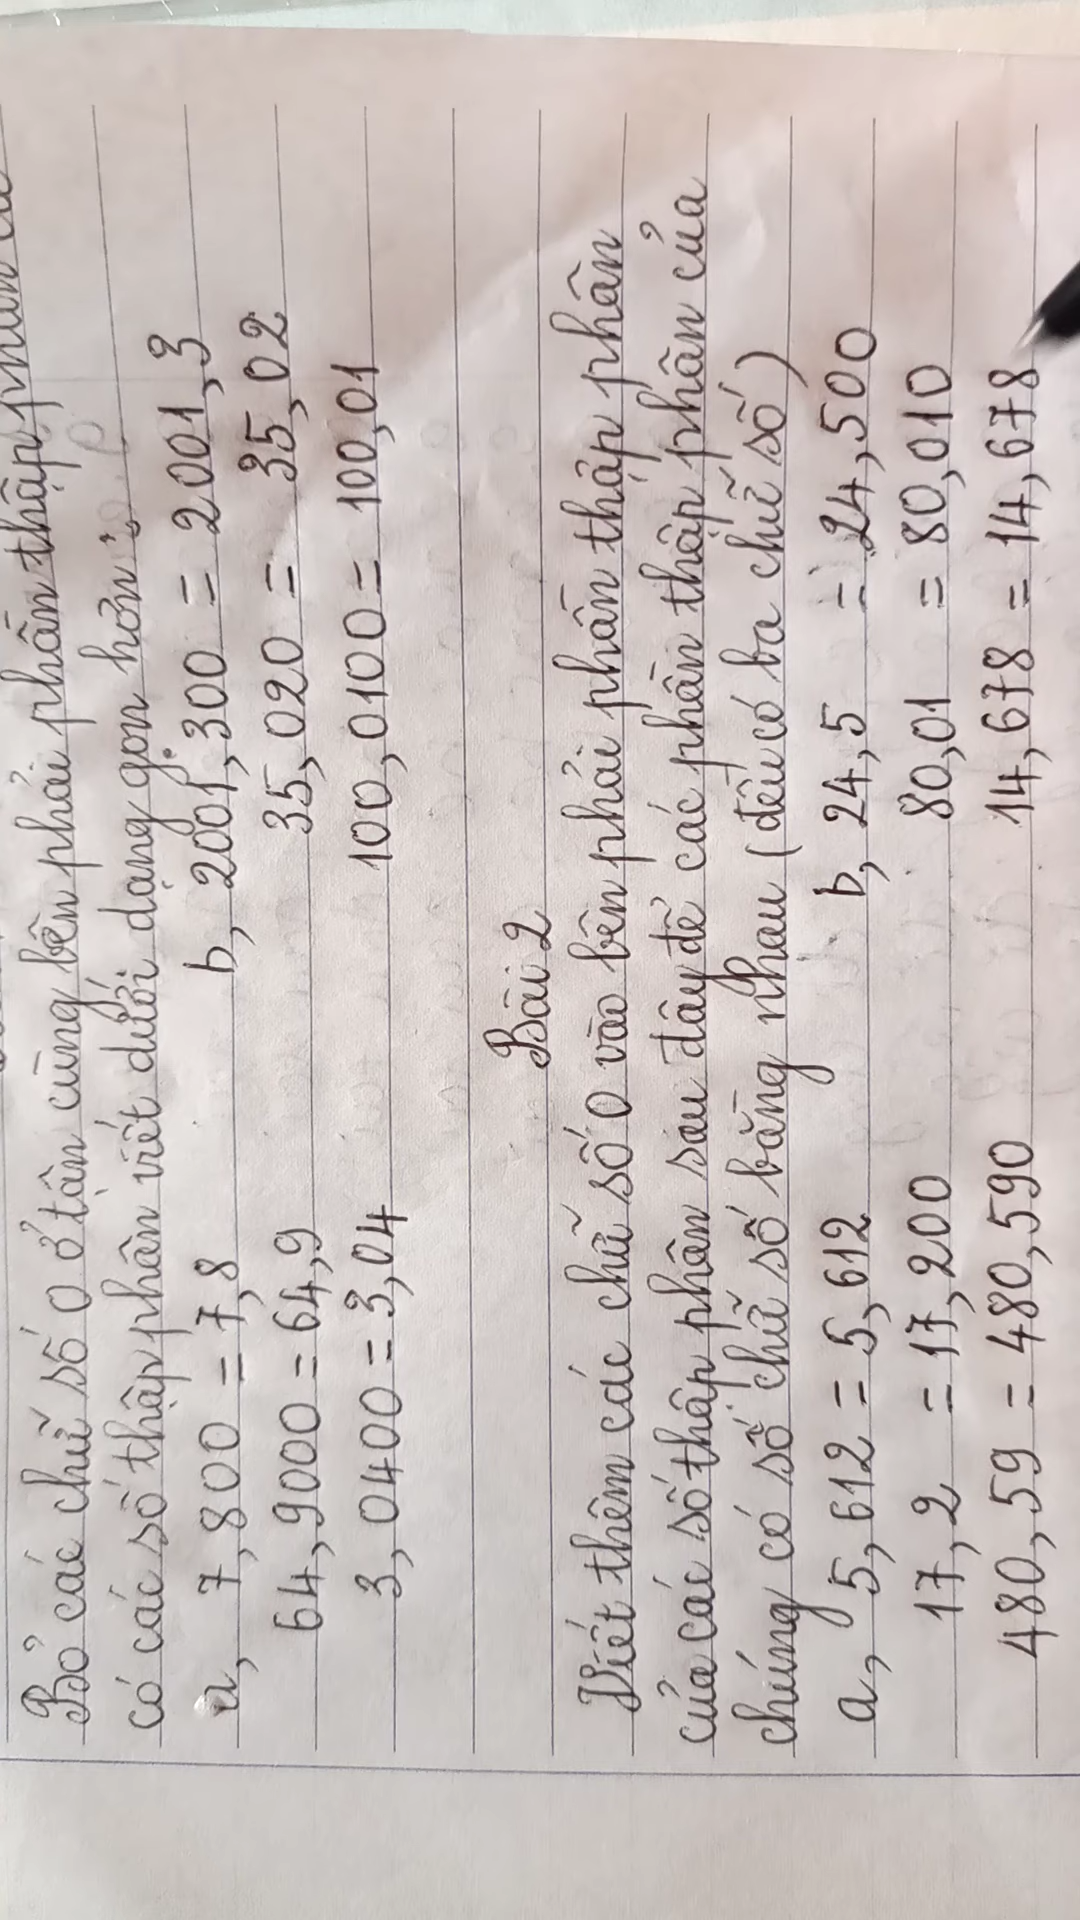 Bỏ các chữ số 0 ở tận cùng bên phải phần thập phân
có các số thập phân viết dưới dạng gọn hơn:
a, 7,800 = 7,8 b, 2001,300 = 2001,3
64,9000 = 64,9 35,020 = 35,02
3,0400 = 3,04 100,0100 = 100,01
Bài 2
Viết thêm các chữ số 0 vào bên phải phần thập phân
của các số thập phân sau đây để các phần thập phân của
chúng có số chữ số bằng nhau (đều có ba chữ số)
a, 5,612 = 5,612 b, 24,5 = 24,500
17,2 = 17,200 80,01 = 80,010
480,59 = 480,590 14,678 = 14,678